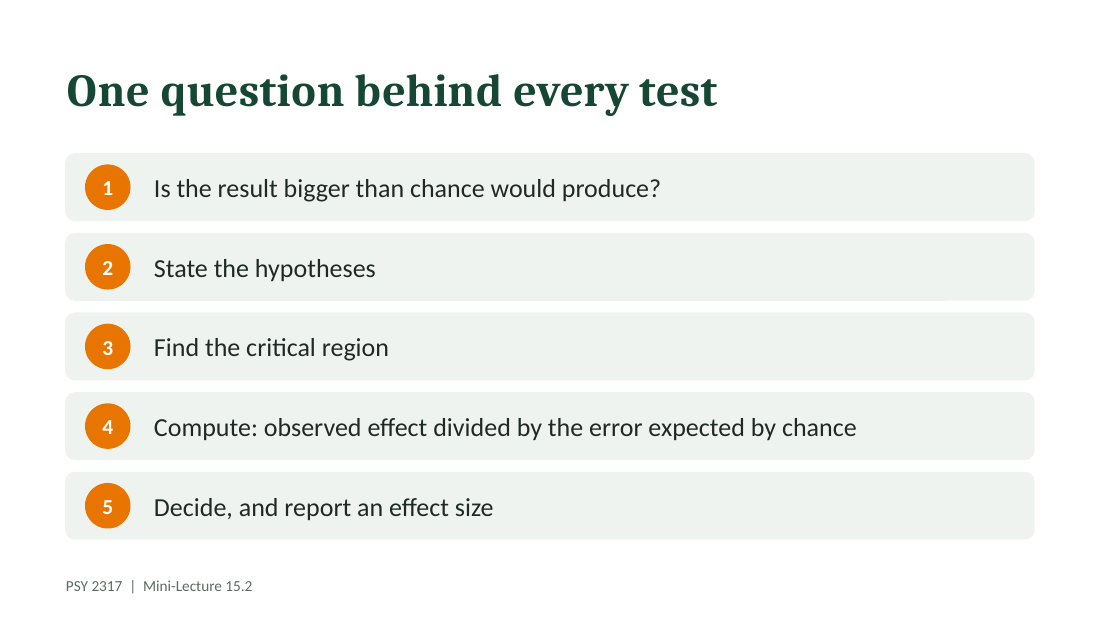 One question behind every test
1 Is the result bigger than chance would produce?
2 State the hypotheses
3 Find the critical region
4 Compute: observed effect divided by the error expected by chance
5 Decide, and report an effect size
PSY 2317 | Mini-Lecture 15.2